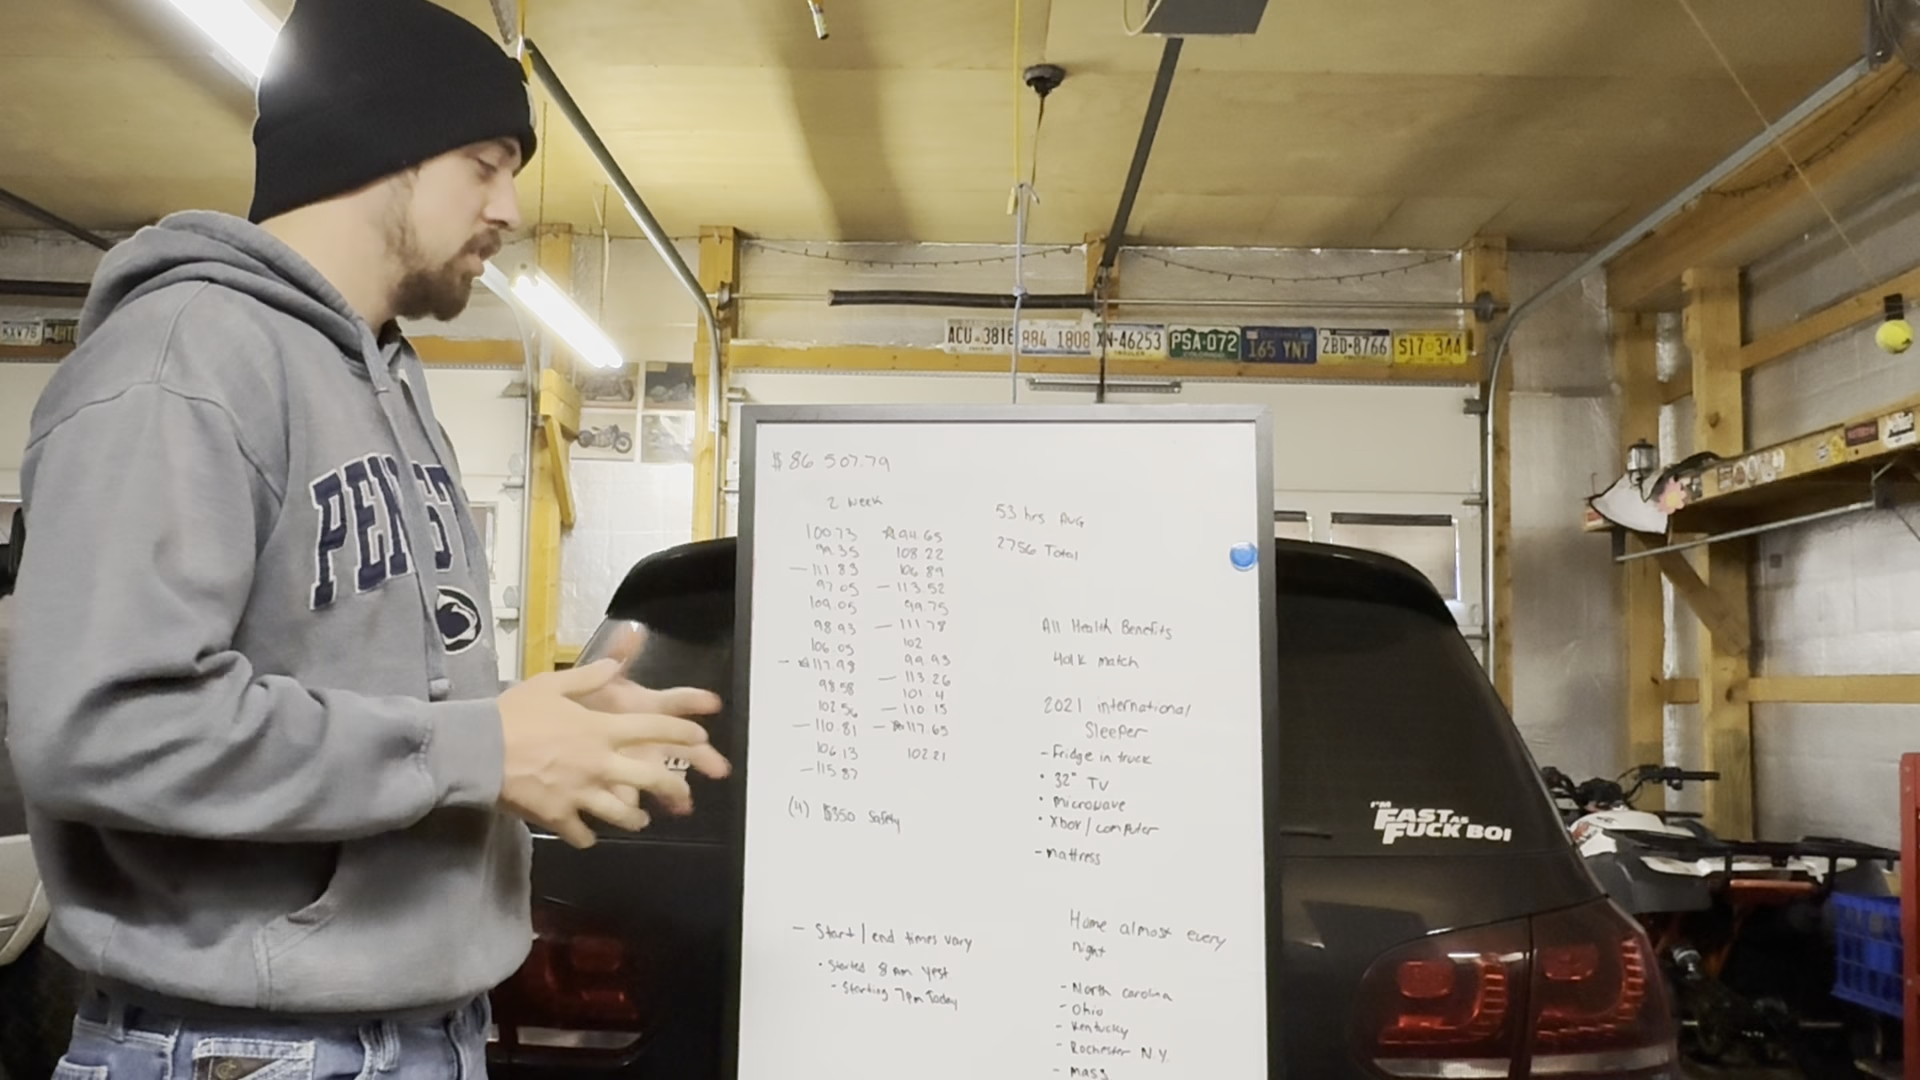 ACU-3816
884 1808
XN-46253
PSA-072
165 YNT
ZBD-8766
S17-344
$ 86 507.79
2 week
100.73
99.35
- 111.83
97.05
109.05
98.93
106.05
- 117.98
98.58
102.56
- 110.81
106.13
- 115.87
94.65
108.22
106.89
- 113.52
99.75
- 111.78
102
99.93
- 113.26
101.4
- 110.15
- 117.65
102.21
(4) $350 Safety
53 hrs AVG
2756 Total
All Health Benefits
401k match
2021 international
Sleeper
- Fridge in truck
• 32" TV
• Microwave
• Xbox/computer
- mattress
- Start / end times vary
• Started 8am yest
- Starting 7pm Today
Home almost every
night
- North carolina
- Ohio
- Kentucky
- Rochester N.Y.
- Mass
PEN ST
I'M
FAST AS
FUCK BOI